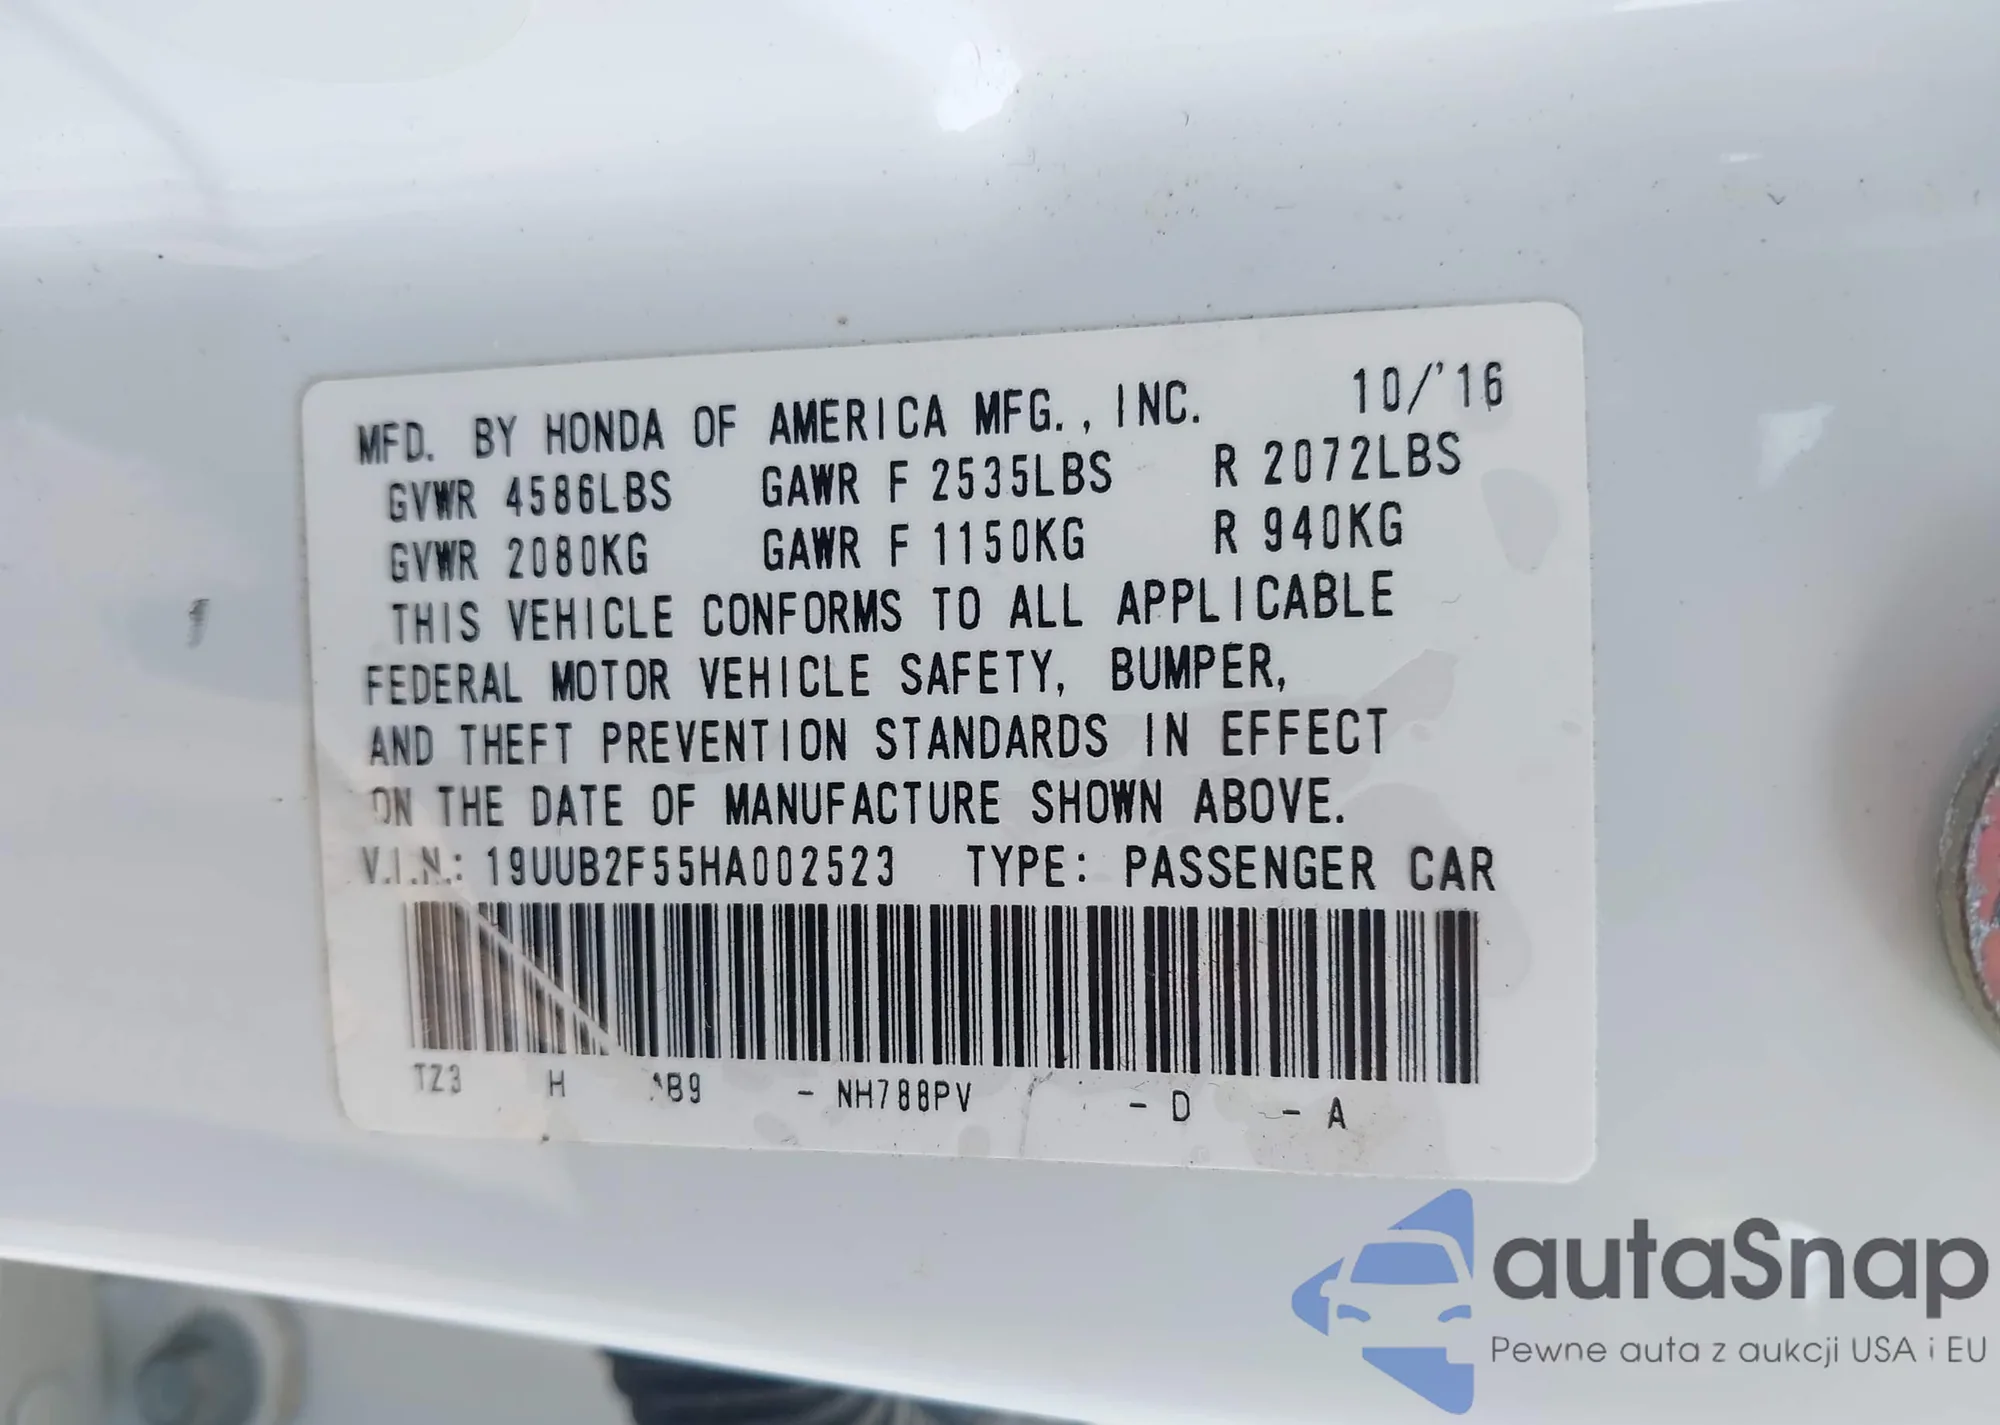 MFD. BY HONDA OF AMERICA MFG., INC. 10/'16
GVWR 4586LBS GAWR F 2535LBS R 2072LBS
GVWR 2080KG GAWR F 1150KG R 940KG
THIS VEHICLE CONFORMS TO ALL APPLICABLE
FEDERAL MOTOR VEHICLE SAFETY, BUMPER,
AND THEFT PREVENTION STANDARDS IN EFFECT
ON THE DATE OF MANUFACTURE SHOWN ABOVE.
V.I.N.: 19UUB2F55HA002523 TYPE: PASSENGER CAR
TZ3 H - NH788PV - D - A
autaSnap
Pewne auta z aukcji USA i EU